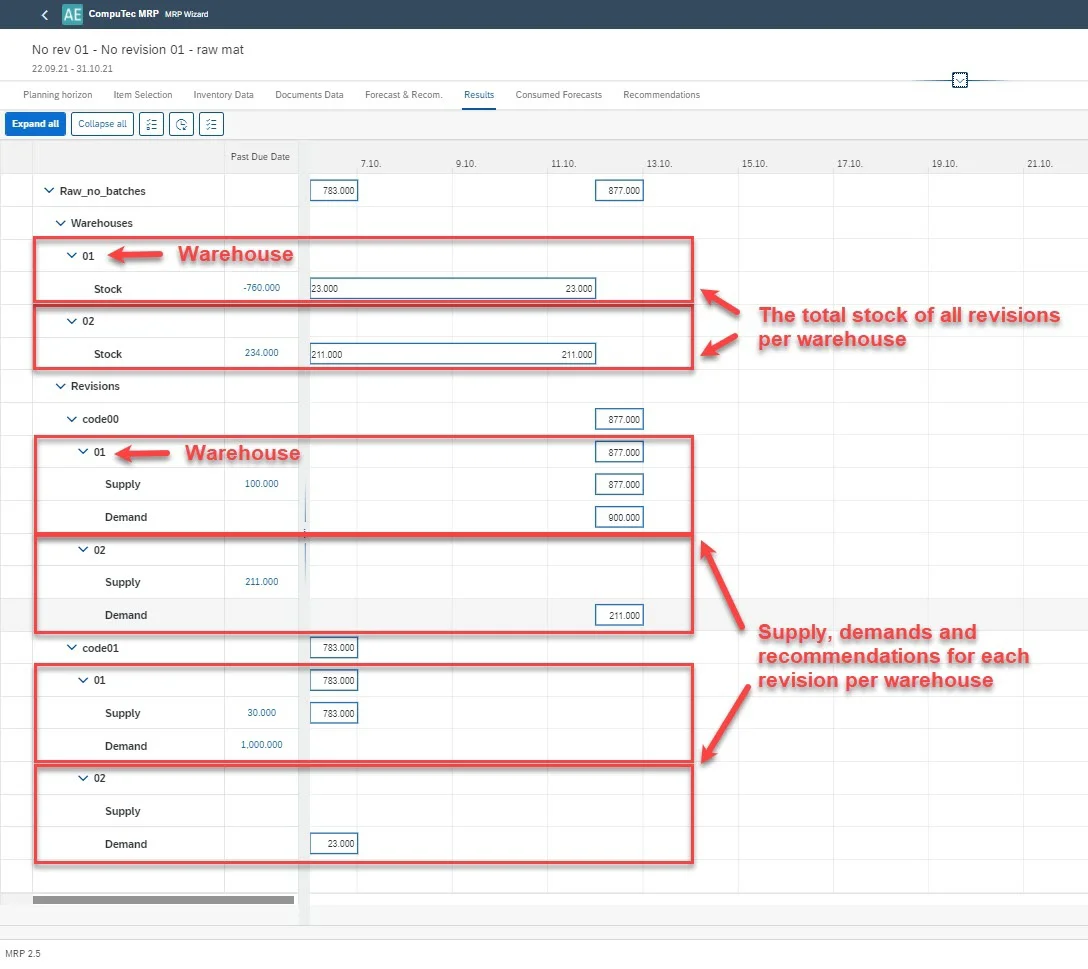 AE CompuTec MRP MRP Wizard
No rev 01 - No revision 01 - raw mat
22.09.21 - 31.10.21
Planning horizon Item Selection Inventory Data Documents Data Forecast & Recom. Results Consumed Forecasts Recommendations
Expand all Collapse all
Past Due Date 7.10. 9.10. 11.10. 13.10. 15.10. 17.10. 19.10. 21.10.
Raw_no_batches 783.000 877.000
Warehouses
01 Warehouse
Stock -760.000 23.000 23.000
The total stock of all revisions
per warehouse
02
Stock 234.000 211.000 211.000
Revisions
code00 877.000
01 Warehouse 877.000
Supply 100.000 877.000
Demand 900.000
02
Supply 211.000
Demand 211.000
Supply, demands and
recommendations for each
revision per warehouse
code01 783.000
01 783.000
Supply 30.000 783.000
Demand 1,000.000
02
Supply
Demand 23.000
MRP 2.5